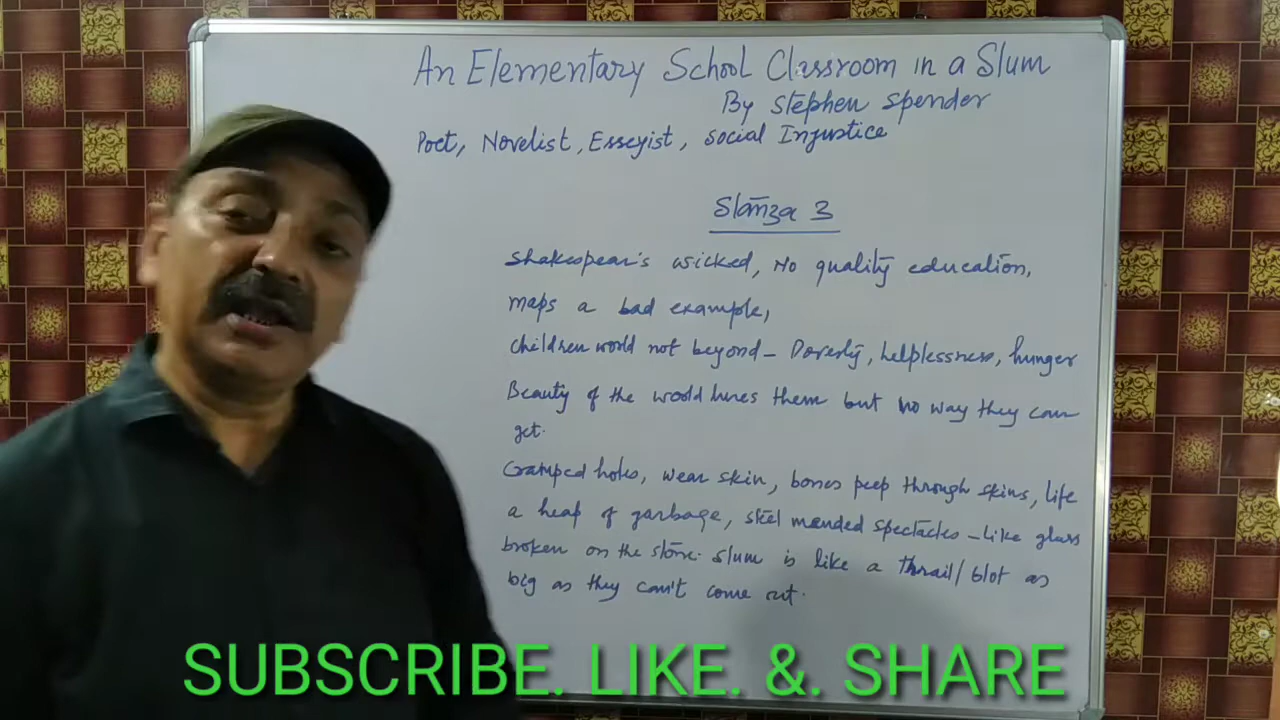 An Elementary School Classroom in a Slum
By Stephen Spender
Poet, Novelist, Esseyist, Social Injustice
Stanza 3
Shakespear's wicked, No quality education,
maps a bad example,
children world not beyond - Poverty, helplessness, hunger
Beauty of the world lures them but no way they can
get.
Cramped holes, wear skin, bones peep through skins, life
a heap of garbage, steel mended spectacles - like glass
broken on the stone. slum is like a /blot as
big as they can't come out.
SUBSCRIBE. LIKE. &. SHARE